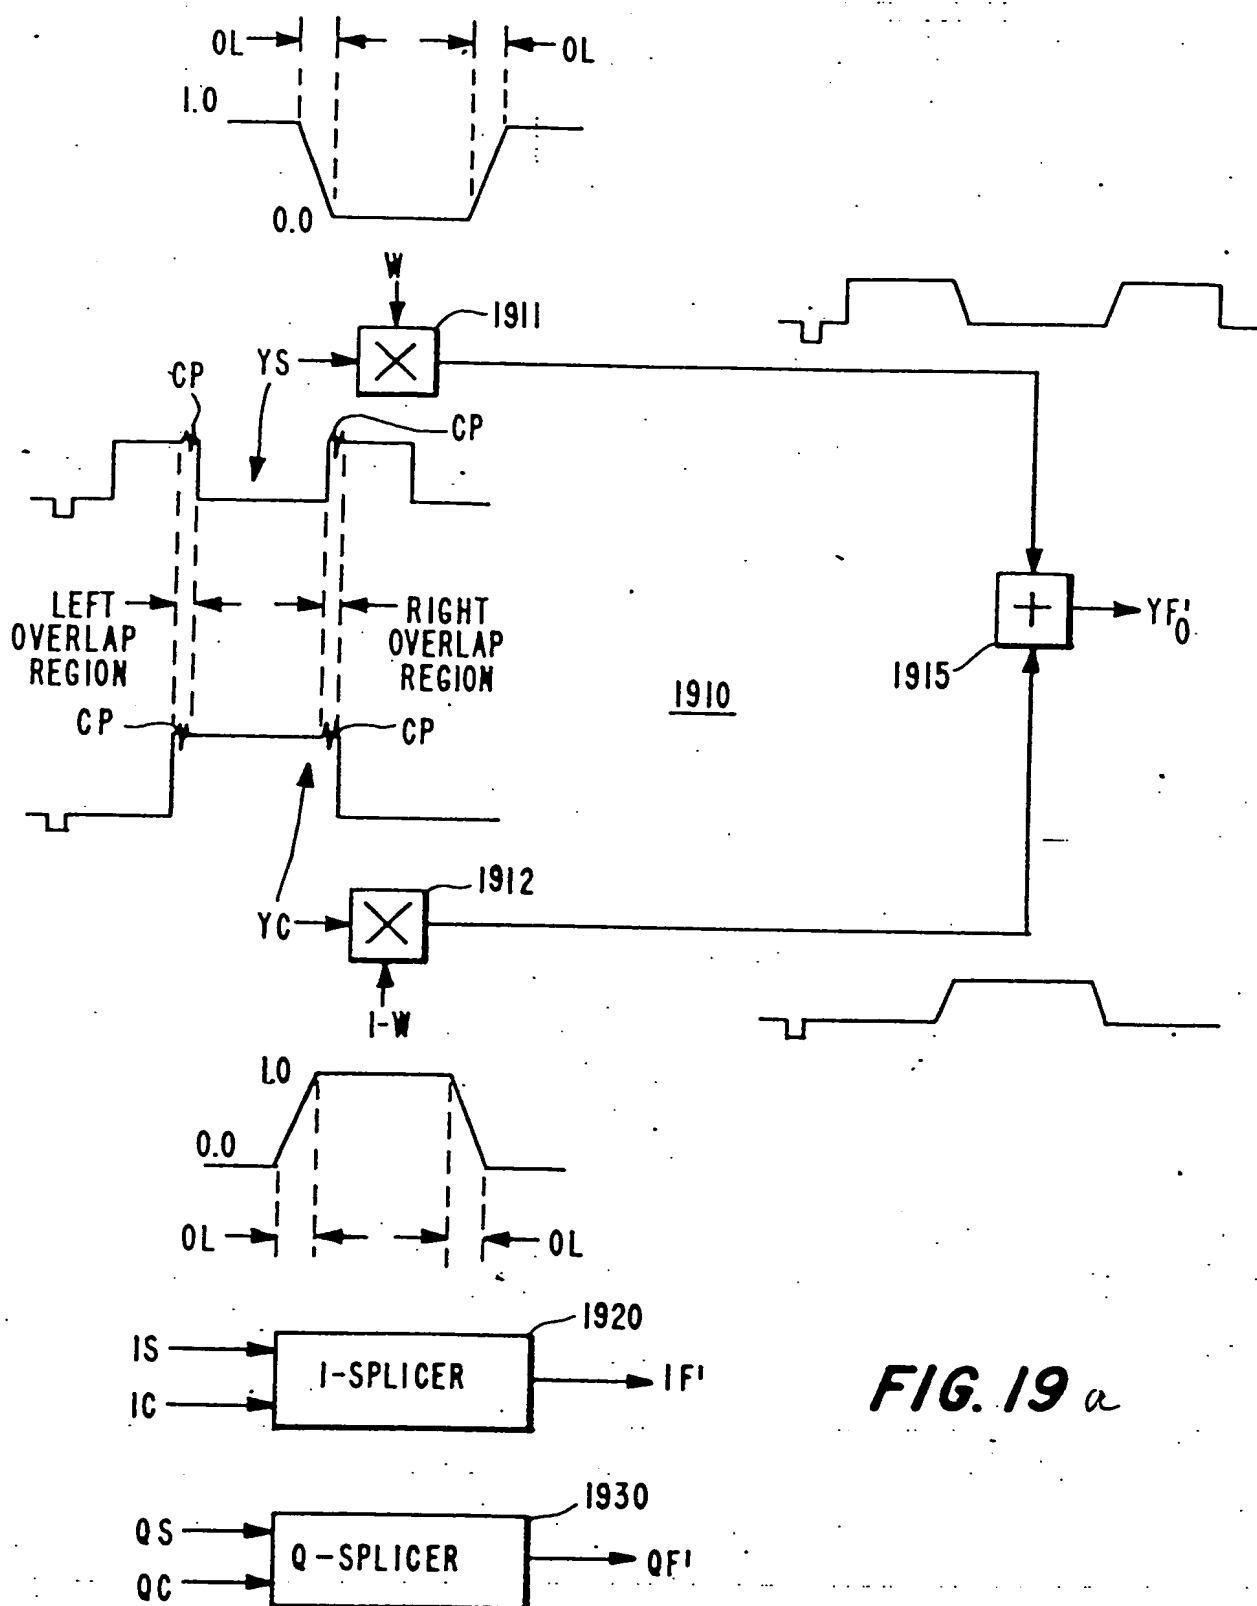 OL OL
1.0
0.0
W
1911
YS
CP
CP
LEFT
OVERLAP
REGION
RIGHT
OVERLAP
REGION
YF'0
1915
1910
CP
CP
1912
YC
1-W
1.0
0.0
OL OL
1920
IS
I-SPLICER
IF'
IC
FIG. 19 a
1930
QS
Q-SPLICER
QF'
QC